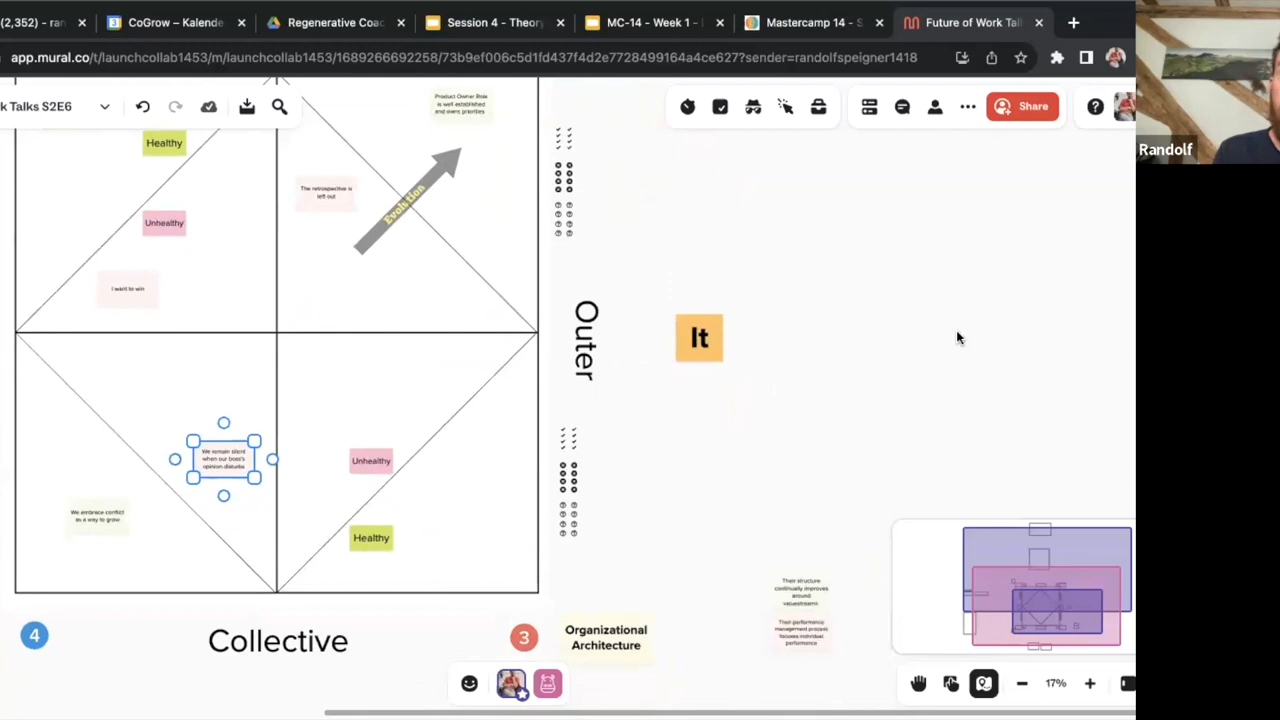 (2,352) – ran
CoGrow – Kalende
Regenerative Coac
Session 4 - Theory
MC-14 - Week 1 -
Mastercamp 14 - S
Future of Work Tal
app.mural.co/t/launchcollab1453/m/launchcollab1453/1689266692258/73b9ef006c5d1fd437f4d2e7728499164a4ce627?sender=randolfspeigner1418
k Talks S2E6
Share
Healthy
Unhealthy
I want to win
Product Owner Role
is well established
and owns priorities
The retrospective is
left out
Evolution
Outer
It
We remain silent
when our boss's
opinion disturbs
We embrace conflict
as a way to grow
Unhealthy
Healthy
4
Collective
3
Organizational
Architecture
Their structure
continually improves
around
valuestreams
Their performance
management process
focuses individual
performance
17%
Randolf